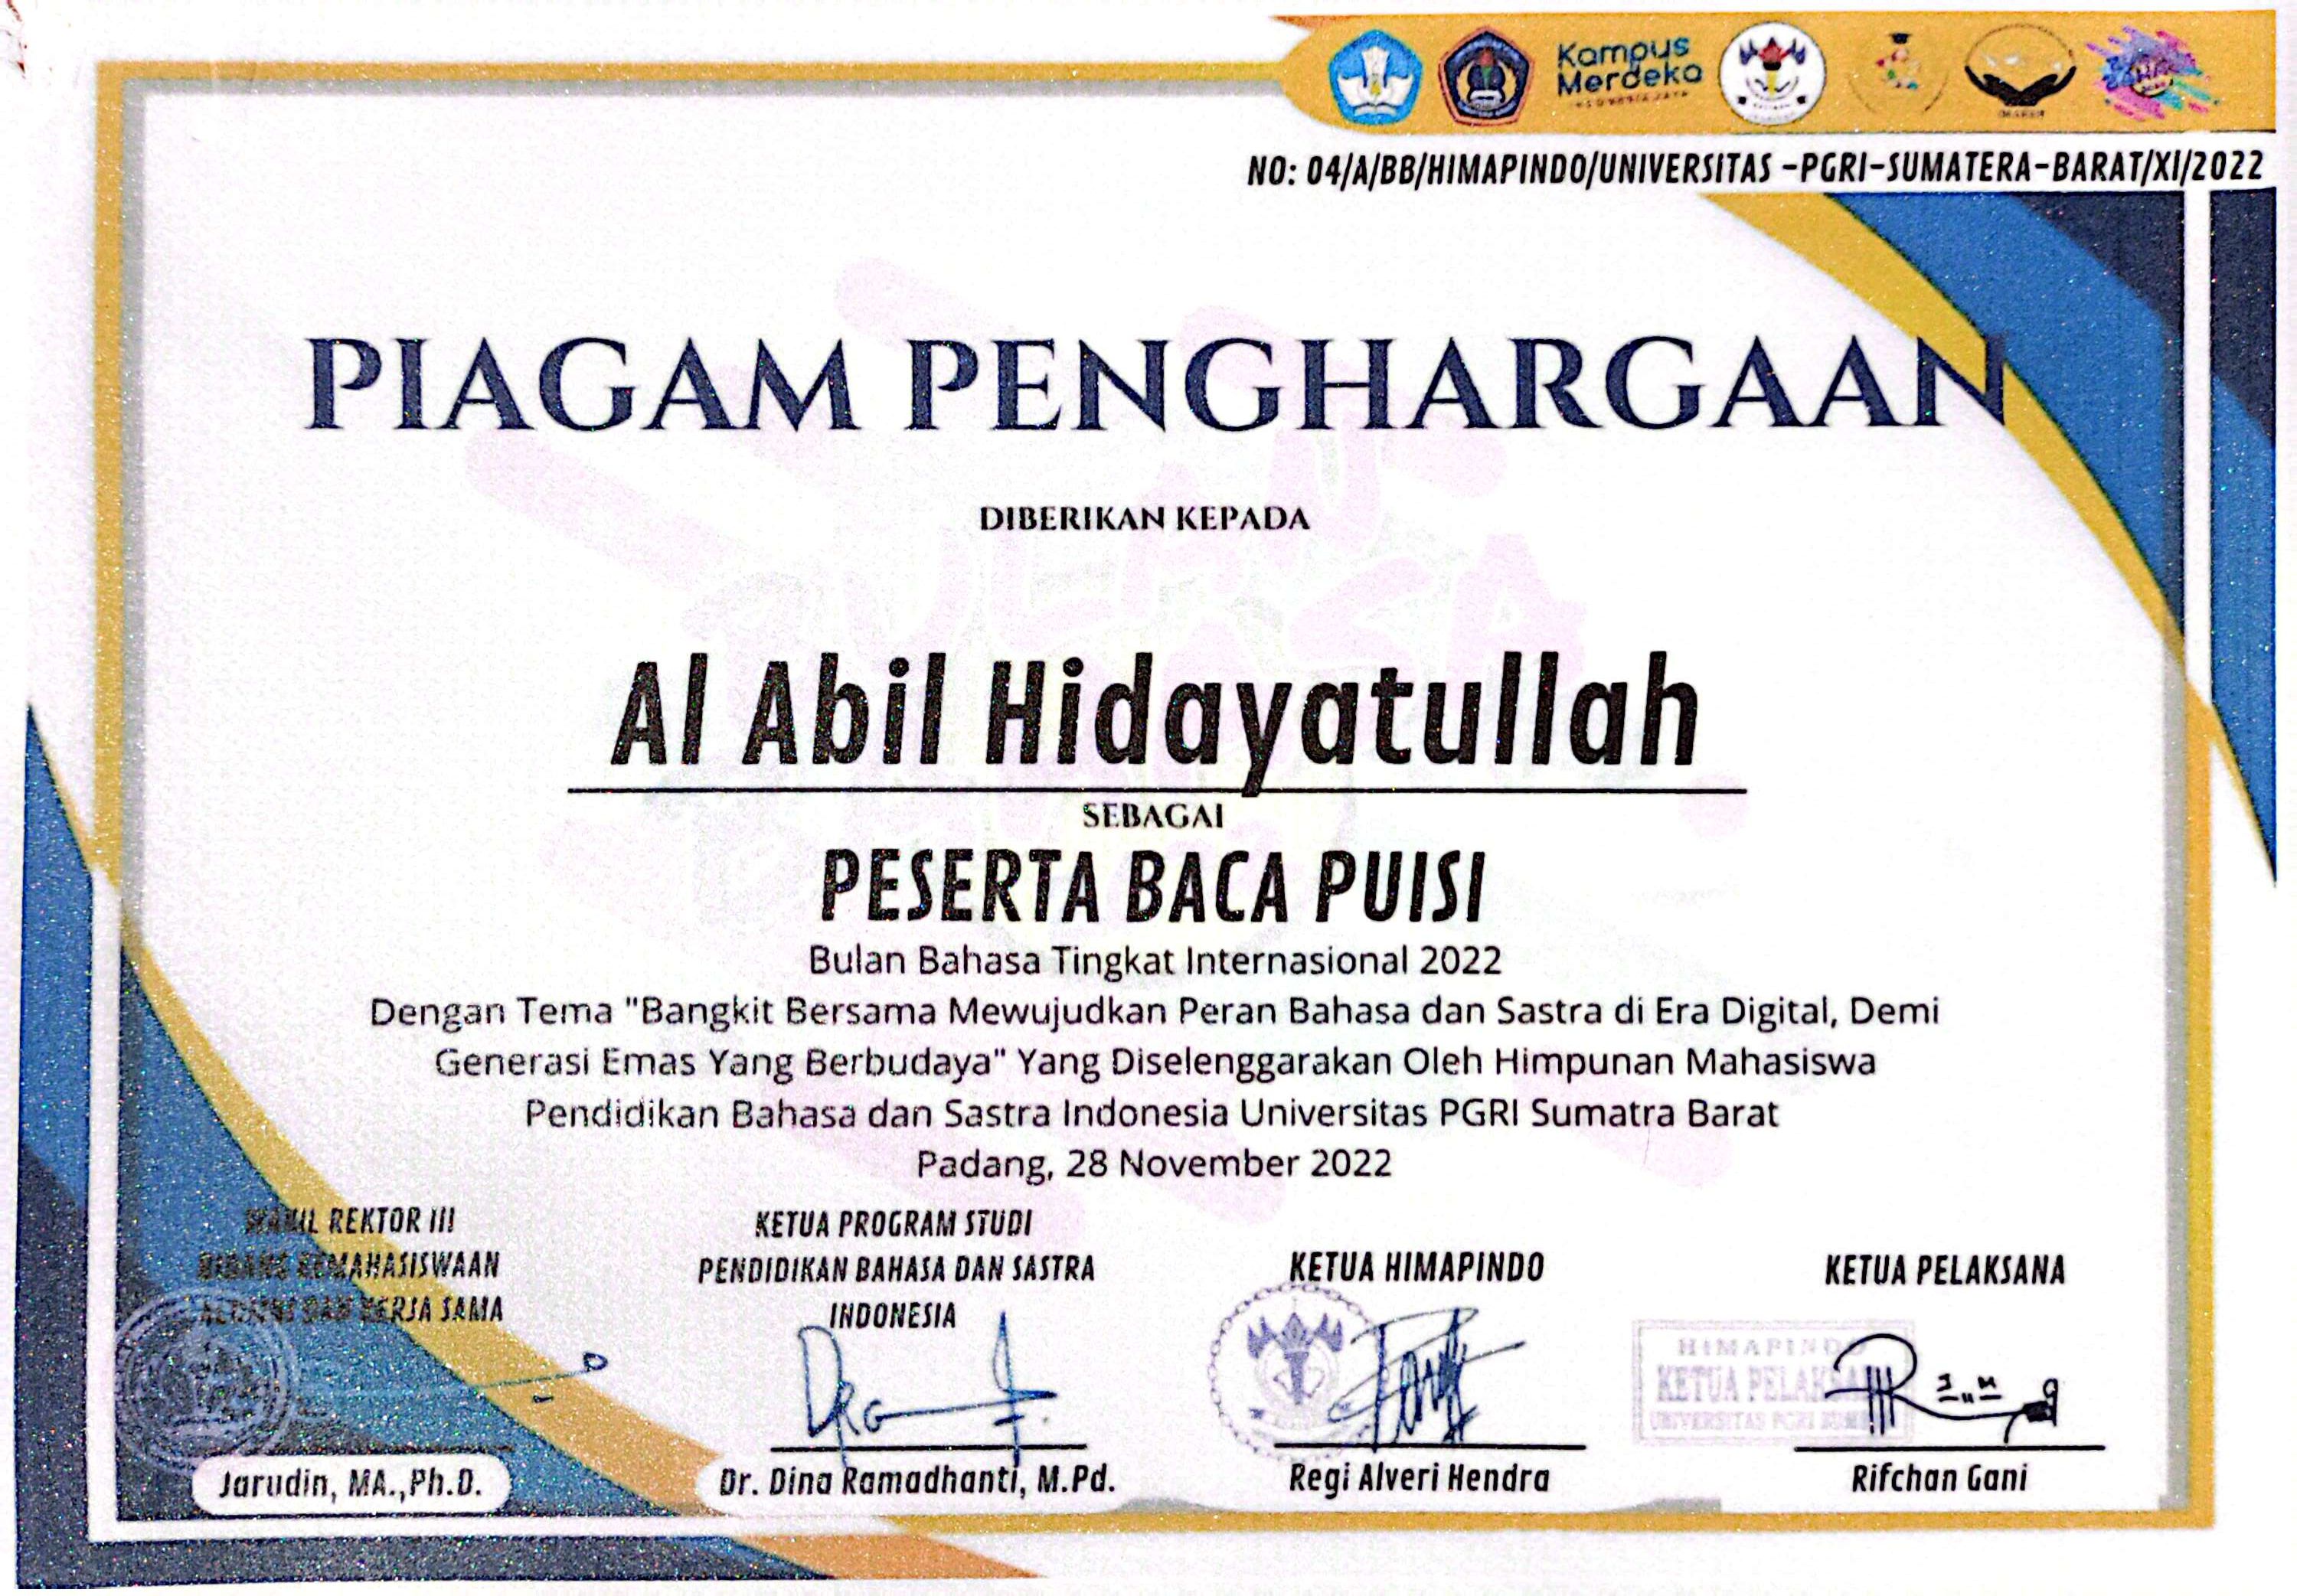 Kampus
Merdeka
INDONESIA JAYA
NO: 04/A/BB/HIMAPINDO/UNIVERSITAS -PGRI-SUMATERA-BARAT/XI/2022
PIAGAM PENGHARGAAN
DIBERIKAN KEPADA
Al Abil Hidayatullah
SEBAGAI
PESERTA BACA PUISI
Bulan Bahasa Tingkat Internasional 2022
Dengan Tema "Bangkit Bersama Mewujudkan Peran Bahasa dan Sastra di Era Digital, Demi
Generasi Emas Yang Berbudaya" Yang Diselenggarakan Oleh Himpunan Mahasiswa
Pendidikan Bahasa dan Sastra Indonesia Universitas PGRI Sumatra Barat
Padang, 28 November 2022
WAKIL REKTOR III
BIDANG KEMAHASISWAAN
ALUMNI DAN KERJA SAMA
Jarudin, MA.,Ph.D.
KETUA PROGRAM STUDI
PENDIDIKAN BAHASA DAN SASTRA
INDONESIA
Dr. Dina Ramadhanti, M.Pd.
KETUA HIMAPINDO
Regi Alveri Hendra
KETUA PELAKSANA
HIMAPINDO
KETUA PELAKSANA
UNIVERSITAS PGRI SUMBAR
Rifchan Gani